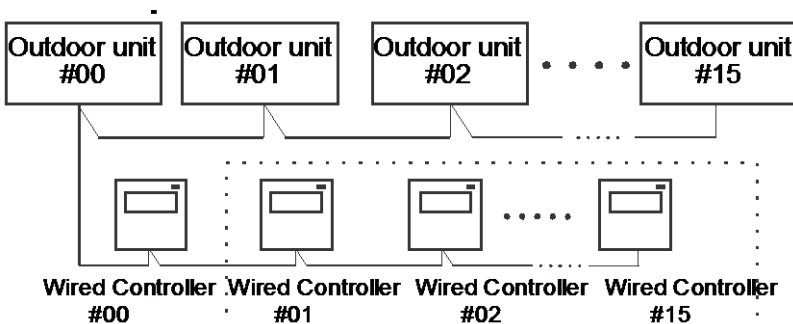 Outdoor unit Outdoor unit Outdoor unit Outdoor unit
#00 #01 #02 #15
Wired Controller Wired Controller Wired Controller Wired Controller
#00 #01 #02 #15